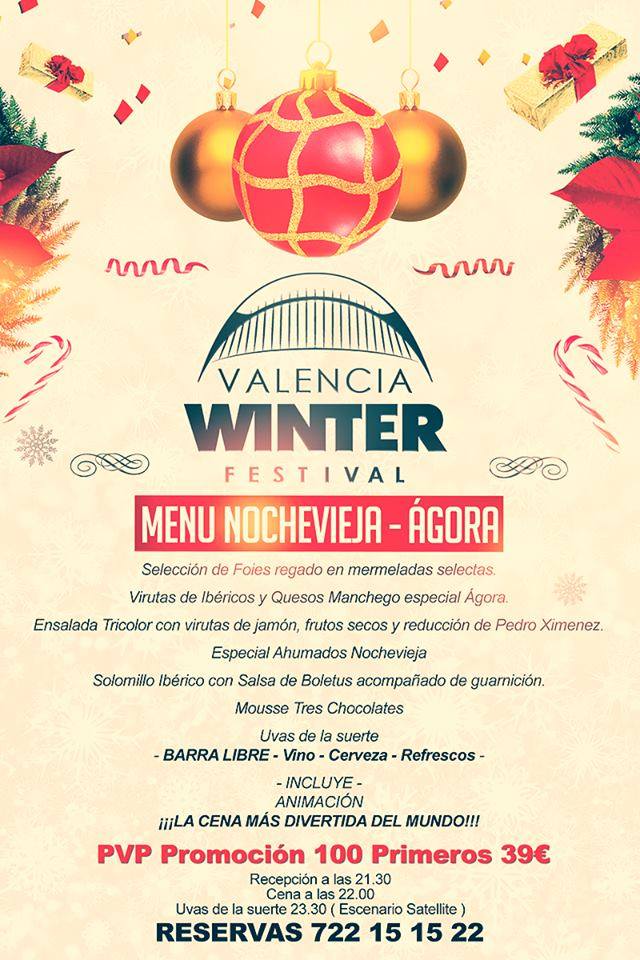 VALENCIA
WINTER
FESTIVAL
MENU NOCHEVIEJA - ÁGORA
Selección de Foies regado en mermeladas selectas.
Virutas de Ibéricos y Quesos Manchego especial Ágora.
Ensalada Tricolor con virutas de jamón, frutos secos y reducción de Pedro Ximenez.
Especial Ahumados Nochevieja
Solomillo Ibérico con Salsa de Boletus acompañado de guarnición.
Mousse Tres Chocolates
Uvas de la suerte
- BARRA LIBRE - Vino - Cerveza - Refrescos -
- INCLUYE -
ANIMACIÓN
¡¡¡LA CENA MÁS DIVERTIDA DEL MUNDO!!!
PVP Promoción 100 Primeros 39€
Recepción a las 21.30
Cena a las 22.00
Uvas de la suerte 23.30 ( Escenario Satellite )
RESERVAS 722 15 15 22